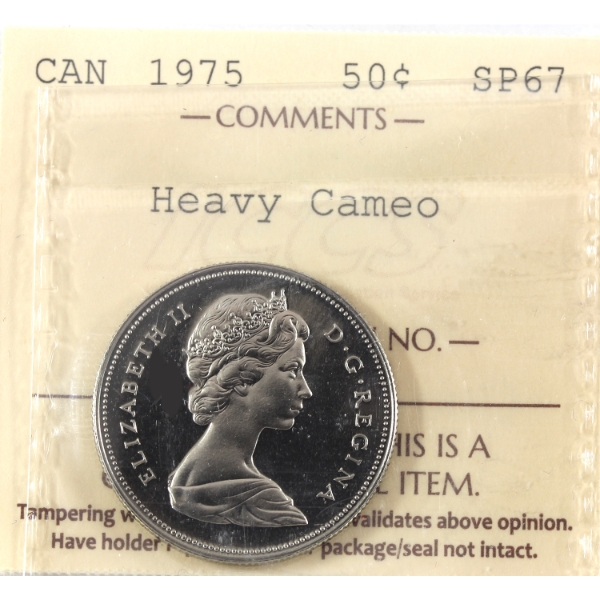 CAN 1975 50¢ SP67
— COMMENTS —
Heavy Cameo
ICCS
NO. —
ELIZABETH II D·G·REGINA
HIS IS A
ITEM.
Tampering validates above opinion.
Have holder package/seal not intact.